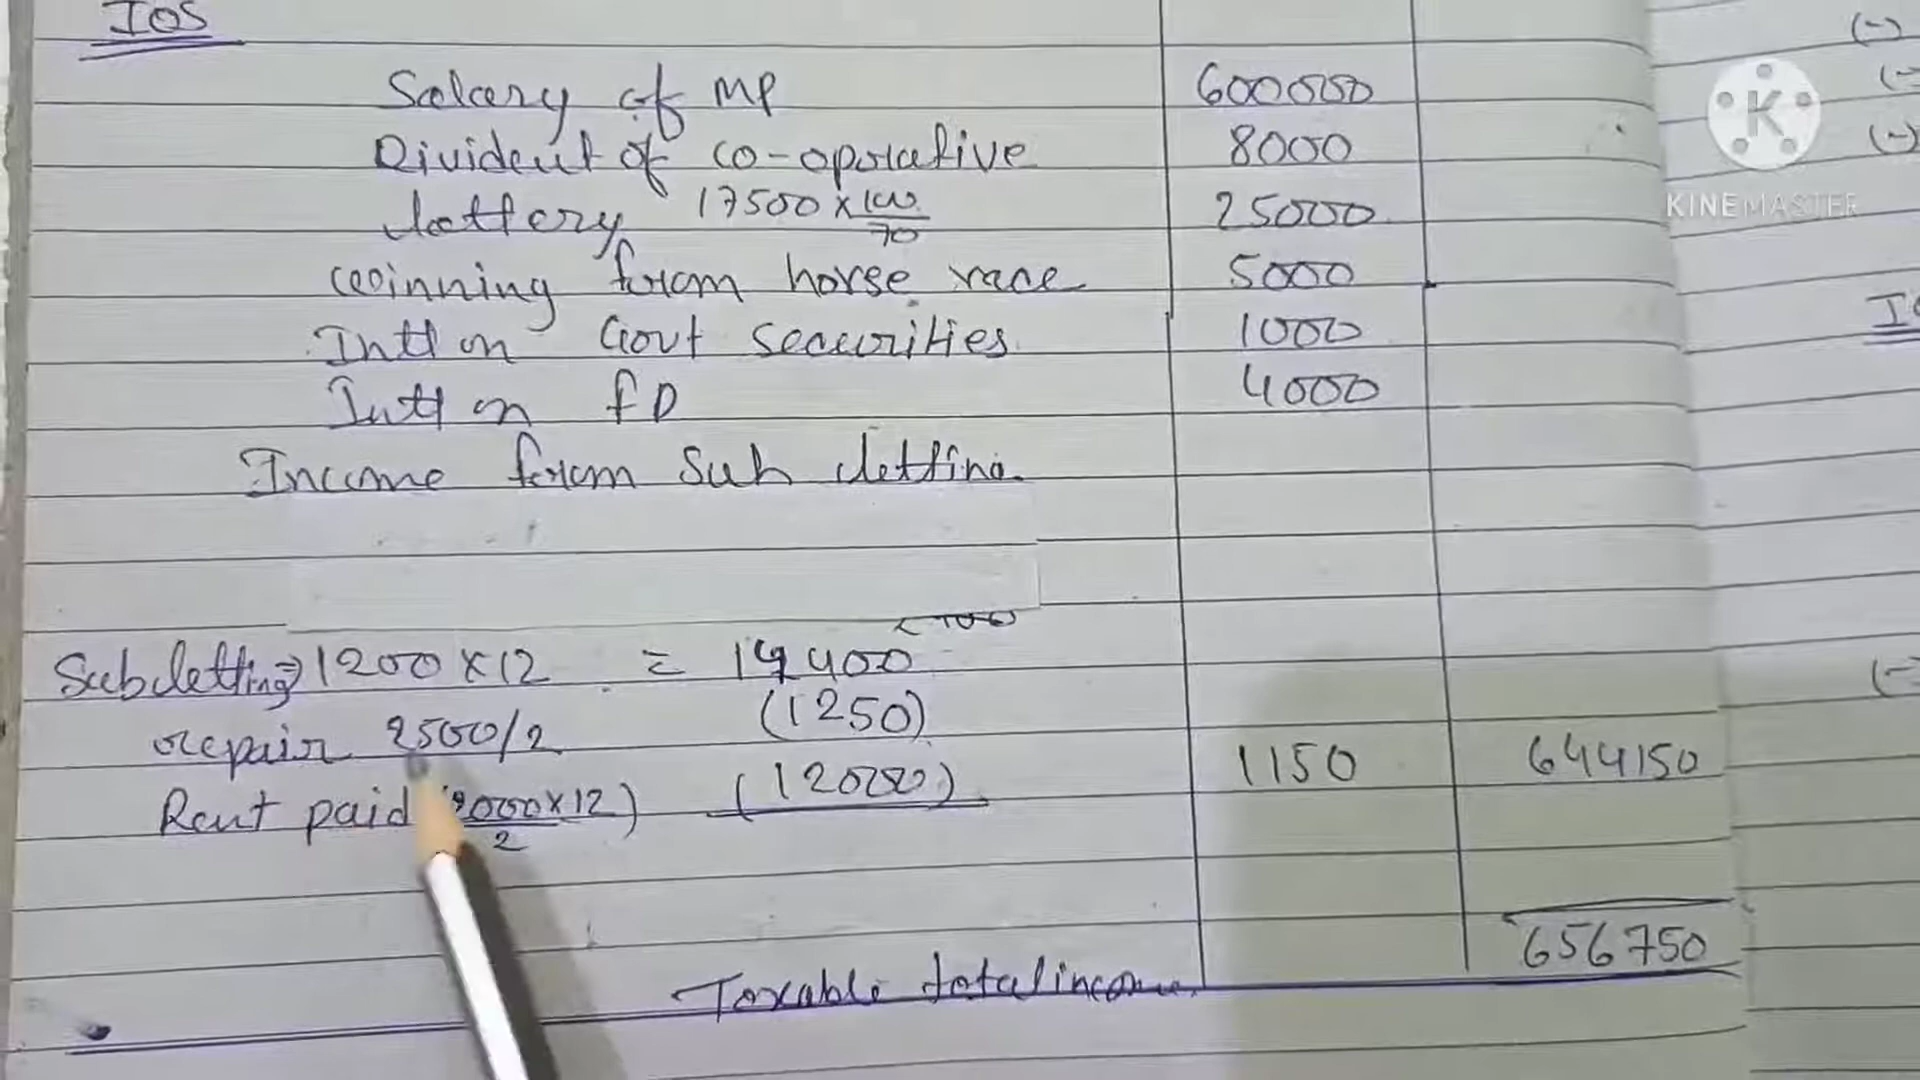 IOS
(-)
Salary of MP 600000
(-
Divident of co-oporative 8000
(-)
lottery 17500 × 100/70 25000
KINEMASTER
winning from horse race 5000
Intt on Govt securities 1000
Intt on FD 4000
Income from Sub letting
Subletting ⇒ 1200 × 12 = 14400
(-)
repair 2500/2 (1250)
1150 644150
Rent paid (2000×12)/2 (12000)
656750
Taxable total income